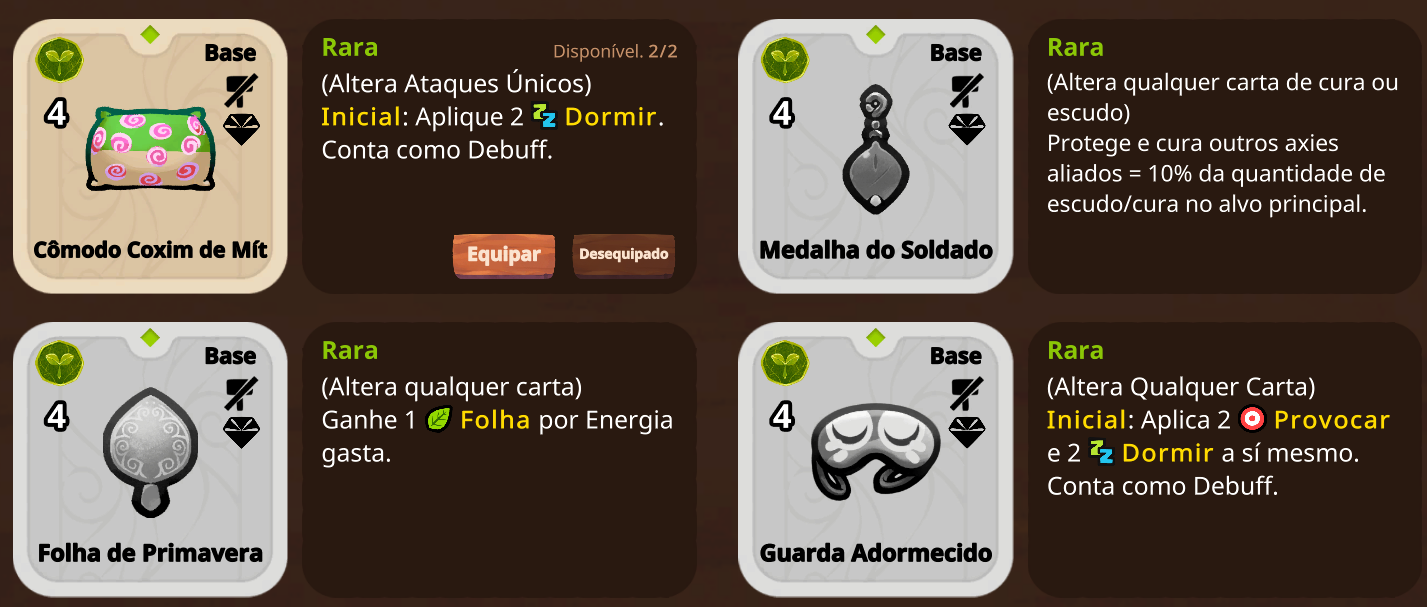 Base
4
Cômodo Coxim de Mít
Rara
Disponível. 2/2
(Altera Ataques Únicos)
Inicial: Aplique 2 Dormir.
Conta como Debuff.
Equipar
Desequipado
Base
4
Medalha do Soldado
Rara
(Altera qualquer carta de cura ou
escudo)
Protege e cura outros axies
aliados = 10% da quantidade de
escudo/cura no alvo principal.
Base
4
Folha de Primavera
Rara
(Altera qualquer carta)
Ganhe 1 Folha por Energia
gasta.
Base
4
Guarda Adormecido
Rara
(Altera Qualquer Carta)
Inicial: Aplica 2 Provocar
e 2 Dormir a sí mesmo.
Conta como Debuff.